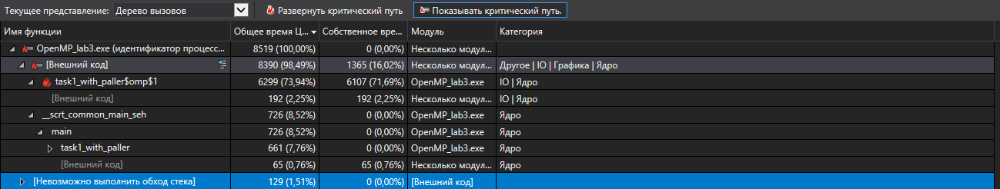 Текущее представление: Дерево вызовов Развернуть критический путь Показывать критический путь.
Имя функции Общее время Ц... Собственное вре... Модуль Категория
OpenMP_lab3.exe (идентификатор процесс... 8519 (100,00%) 0 (0,00%) Несколько модул...
[Внешний код] 8390 (98,49%) 1365 (16,02%) Несколько модул... Другое | IO | Графика | Ядро
task1_with_paller$omp$1 6299 (73,94%) 6107 (71,69%) OpenMP_lab3.exe IO | Ядро
[Внешний код] 192 (2,25%) 192 (2,25%) Несколько модул... IO | Ядро
__scrt_common_main_seh 726 (8,52%) 0 (0,00%) OpenMP_lab3.exe Ядро
main 726 (8,52%) 0 (0,00%) OpenMP_lab3.exe Ядро
task1_with_paller 661 (7,76%) 0 (0,00%) OpenMP_lab3.exe Ядро
[Внешний код] 65 (0,76%) 65 (0,76%) Несколько модул... Ядро
[Невозможно выполнить обход стека] 129 (1,51%) 0 (0,00%) [Внешний код]